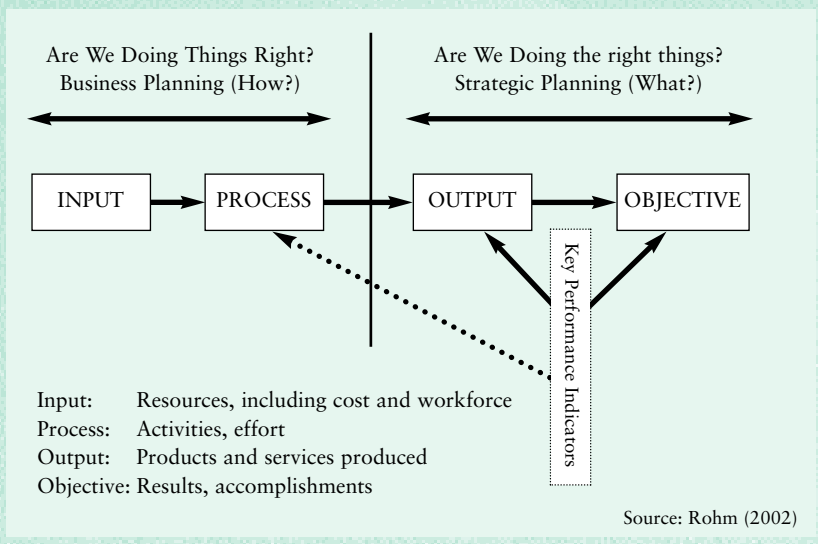 Are We Doing Things Right?
Business Planning (How?)
Are We Doing the right things?
Strategic Planning (What?)
INPUT
PROCESS
OUTPUT
OBJECTIVE
Key Performance Indicators
Input: Resources, including cost and workforce
Process: Activities, effort
Output: Products and services produced
Objective: Results, accomplishments
Source: Rohm (2002)